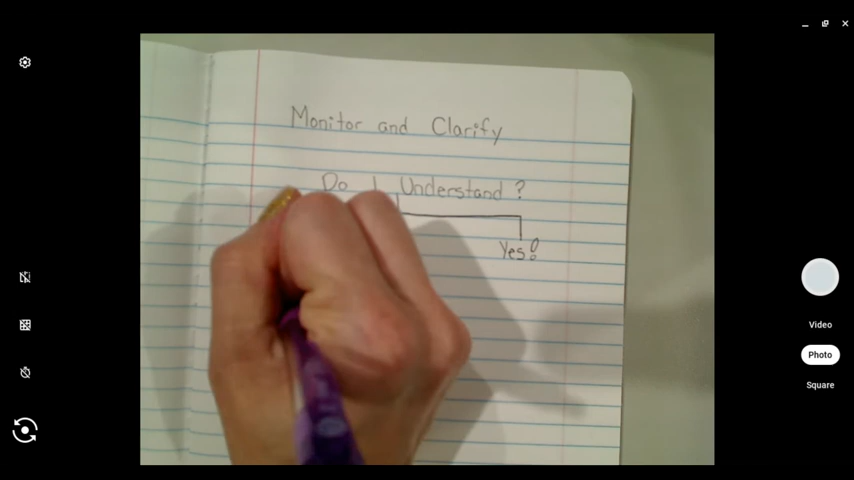 Monitor and Clarify
Do I Understand?
Yes!
Video
Photo
Square